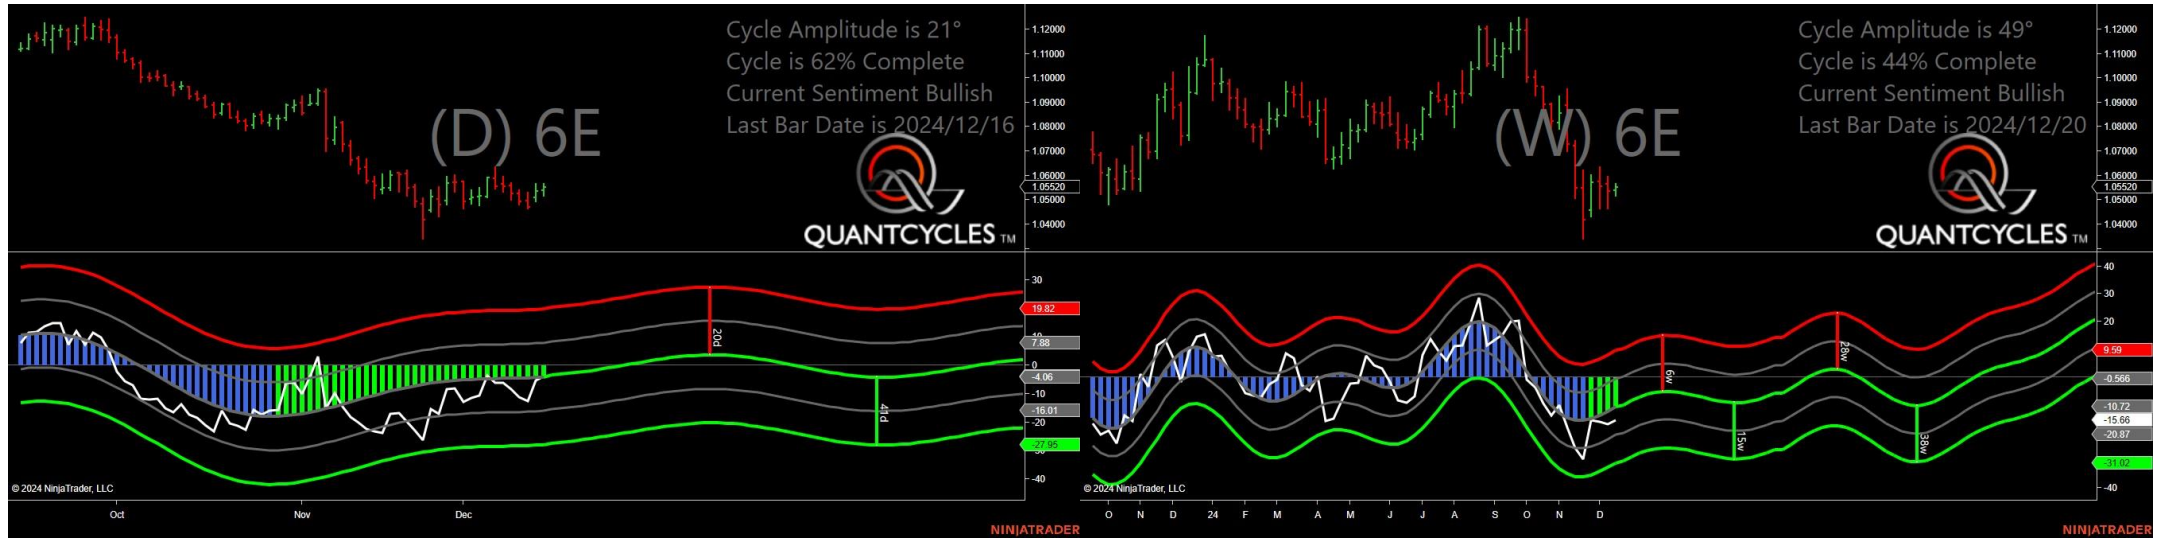 Cycle Amplitude is 21°
Cycle is 62% Complete
Current Sentiment Bullish
Last Bar Date is 2024/12/16
(D) 6E
QUANTCYCLES TM
1.12000
1.11000
1.10000
1.09000
1.08000
1.07000
1.06000
1.05520
1.05000
1.04000
30
19.82
10
7.88
0
-4.06
-10
-16.01
-20
-27.95
-30
-40
20d
41d
© 2024 NinjaTrader, LLC
Oct Nov Dec
NINJATRADER
Cycle Amplitude is 49°
Cycle is 44% Complete
Current Sentiment Bullish
Last Bar Date is 2024/12/20
(W) 6E
QUANTCYCLES TM
1.12000
1.11000
1.10000
1.09000
1.08000
1.07000
1.06000
1.05520
1.05000
1.04000
40
30
20
9.59
-0.566
-10.72
-15.66
-20.87
-31.02
-40
6w
15w
28w
38w
© 2024 NinjaTrader, LLC
O N D 24 F M A M J J A S O N D
NINJATRADER